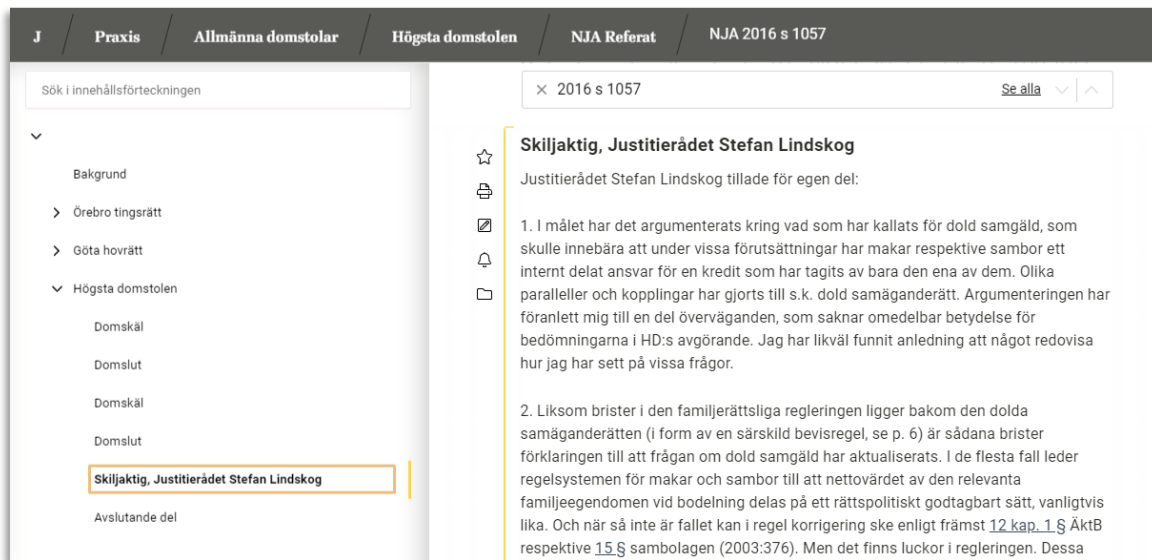 J Praxis Allmänna domstolar Högsta domstolen NJA Referat NJA 2016 s 1057
Sök i innehållsförteckningen
Bakgrund
Örebro tingsrätt
Göta hovrätt
Högsta domstolen
Domskäl
Domslut
Domskäl
Domslut
Skiljaktig, Justitierådet Stefan Lindskog
Avslutande del
2016 s 1057 Se alla
Skiljaktig, Justitierådet Stefan Lindskog
Justitierådet Stefan Lindskog tillade för egen del:
1. I målet har det argumenterats kring vad som har kallats för dold samgäld, som
skulle innebära att under vissa förutsättningar har makar respektive sambor ett
internt delat ansvar för en kredit som har tagits av bara den ena av dem. Olika
paralleller och kopplingar har gjorts till s.k. dold samäganderätt. Argumenteringen har
föranlett mig till en del överväganden, som saknar omedelbar betydelse för
bedömningarna i HD:s avgörande. Jag har likväl funnit anledning att något redovisa
hur jag har sett på vissa frågor.
2. Liksom brister i den familjerättsliga regleringen ligger bakom den dolda
samäganderätten (i form av en särskild bevisregel, se p. 6) är sådana brister
förklaringen till att frågan om dold samgäld har aktualiserats. I de flesta fall leder
regelsystemen för makar och sambor till att nettovärdet av den relevanta
familjeegendomen vid bodelning delas på ett rättspolitiskt godtagbart sätt, vanligtvis
lika. Och när så inte är fallet kan i regel korrigering ske enligt främst 12 kap. 1 § ÄktB
respektive 15 § sambolagen (2003:376). Men det finns luckor i regleringen. Dessa